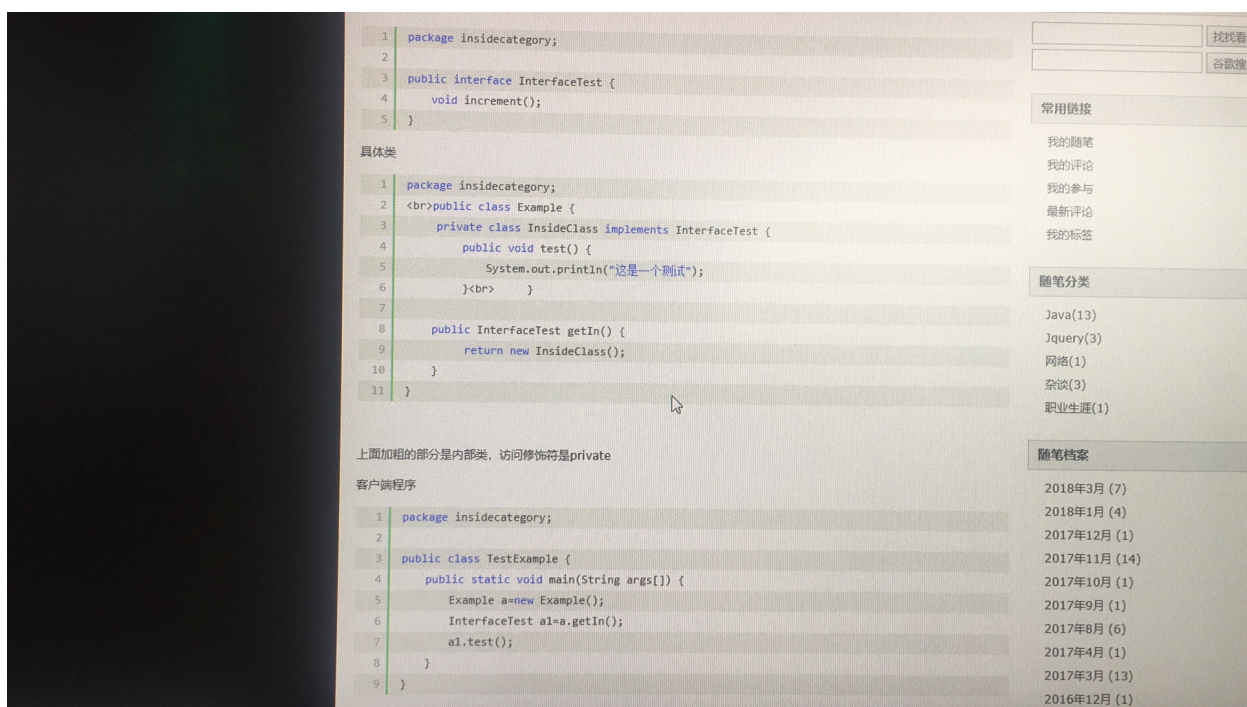 1 package insidecategory;
2
3 public interface InterfaceTest {
4 void increment();
5 }
具体类
1 package insidecategory;
2 <br>public class Example {
3 private class InsideClass implements InterfaceTest {
4 public void test() {
5 System.out.println("这是一个测试");
6 }<br> }
7
8 public InterfaceTest getIn() {
9 return new InsideClass();
10 }
11 }
上面加粗的部分是内部类，访问修饰符是private
客户端程序
1 package insidecategory;
2
3 public class TestExample {
4 public static void main(String args[]) {
5 Example a=new Example();
6 InterfaceTest a1=a.getIn();
7 a1.test();
8 }
9 }
找找看
谷歌搜
常用链接
我的随笔
我的评论
我的参与
最新评论
我的标签
随笔分类
Java(13)
Jquery(3)
网络(1)
杂谈(3)
职业生涯(1)
随笔档案
2018年3月 (7)
2018年1月 (4)
2017年12月 (1)
2017年11月 (14)
2017年10月 (1)
2017年9月 (1)
2017年8月 (6)
2017年4月 (1)
2017年3月 (13)
2016年12月 (1)